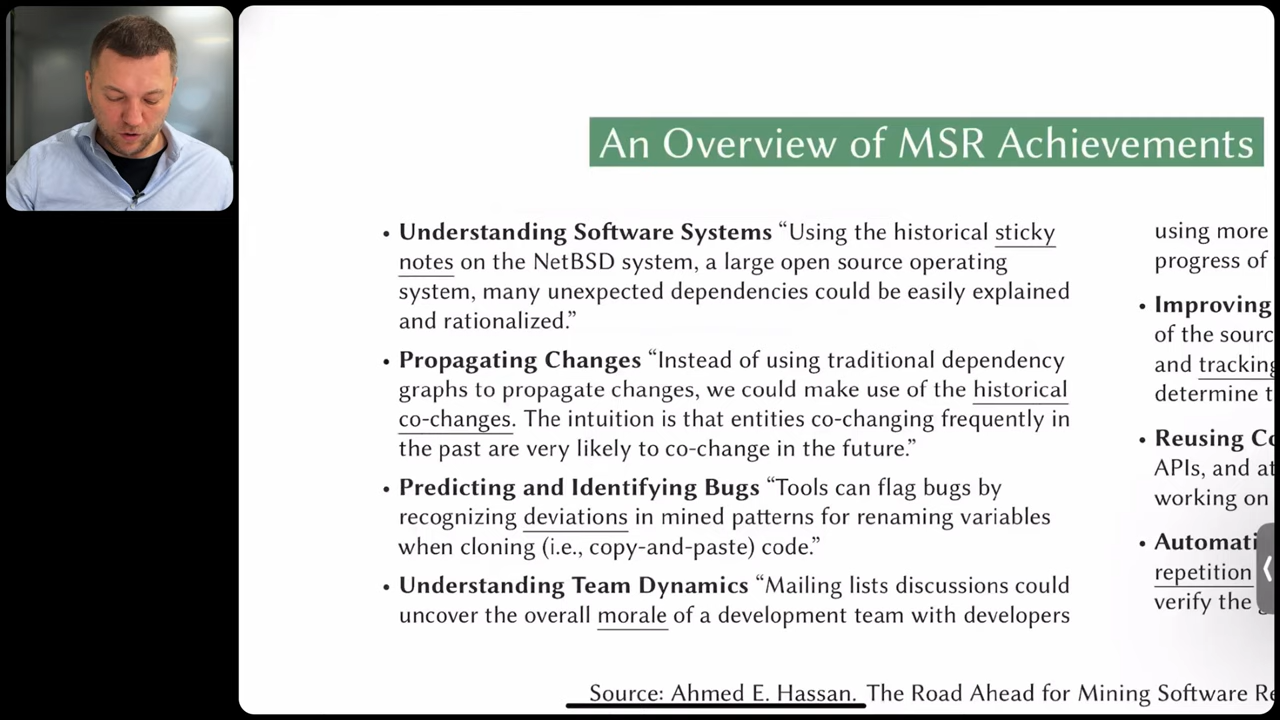 An Overview of MSR Achievements
• Understanding Software Systems “Using the historical sticky
notes on the NetBSD system, a large open source operating
system, many unexpected dependencies could be easily explained
and rationalized.”
• Propagating Changes “Instead of using traditional dependency
graphs to propagate changes, we could make use of the historical
co-changes. The intuition is that entities co-changing frequently in
the past are very likely to co-change in the future.”
• Predicting and Identifying Bugs “Tools can flag bugs by
recognizing deviations in mined patterns for renaming variables
when cloning (i.e., copy-and-paste) code.”
• Understanding Team Dynamics “Mailing lists discussions could
uncover the overall morale of a development team with developers
using more
progress of
• Improving
of the sourc
and tracking
determine t
• Reusing Co
APIs, and at
working on
• Automati
repetition
verify the
Source: Ahmed E. Hassan. The Road Ahead for Mining Software Re